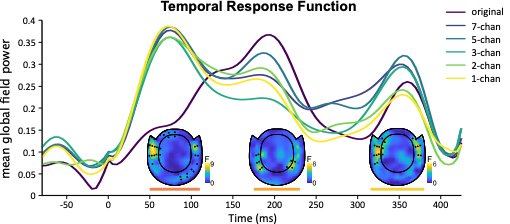 Temporal Response Function
mean global field power
0.4
0.35
0.3
0.25
0.2
0.15
0.1
0.05
0
original
7-chan
5-chan
3-chan
2-chan
1-chan
F
9
0
F
6
0
F
6
0
-50
0
50
100
150
200
250
300
350
400
Time (ms)